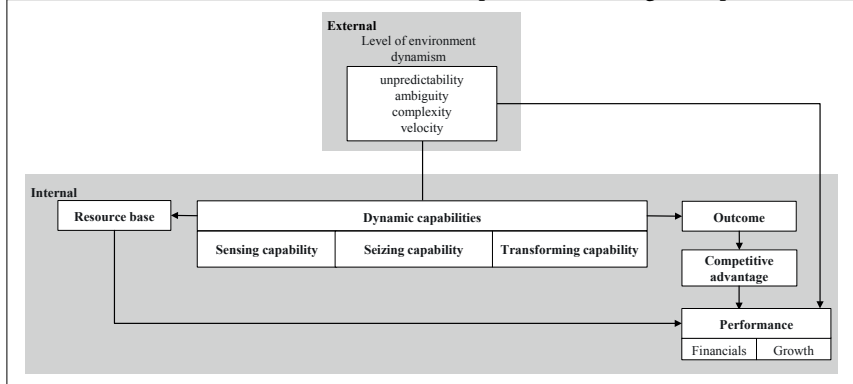 External
Level of environment
dynamism
unpredictability
ambiguity
complexity
velocity
Internal
Resource base
Dynamic capabilities
Outcome
Sensing capability
Seizing capability
Transforming capability
Competitive
advantage
Performance
Financials
Growth